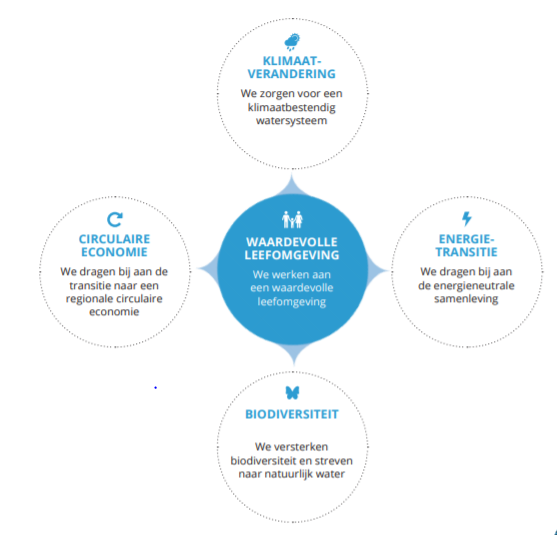 KLIMAAT-
VERANDERING
We zorgen voor een
klimaatbestendig
watersysteem
CIRCULAIRE
ECONOMIE
We dragen bij aan de
transitie naar een
regionale circulaire
economie
WAARDEVOLLE
LEEFOMGEVING
We werken aan
een waardevolle
leefomgeving
ENERGIE-
TRANSITIE
We dragen bij aan
de energieneutrale
samenleving
BIODIVERSITEIT
We versterken
biodiversiteit en streven
naar natuurlijk water